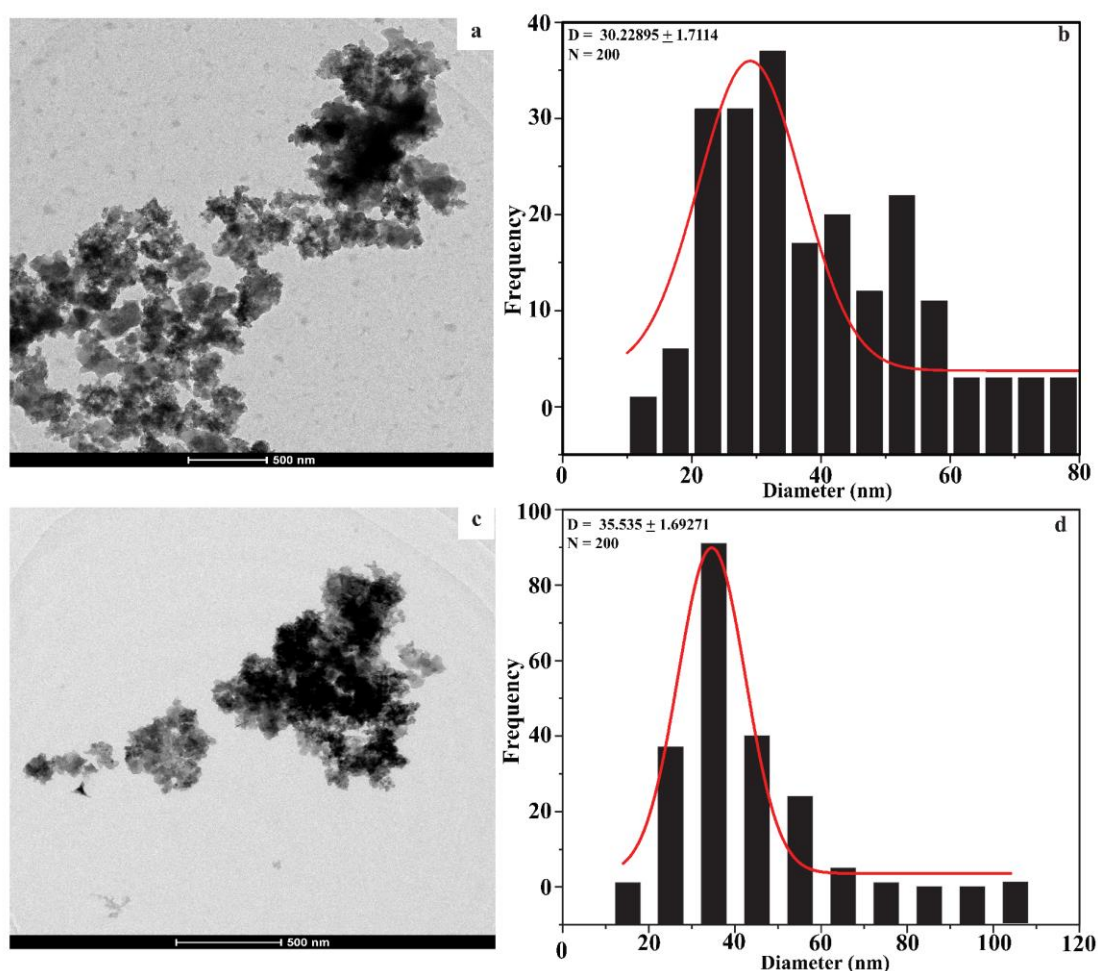 a
500 nm
b
D = 30.22895 ± 1.7114
N = 200
40
30
20
10
0
Frequency
0 20 40 60 80
Diameter (nm)
c
500 nm
d
D = 35.535 ± 1.69271
N = 200
100
80
60
40
20
0
Frequency
0 20 40 60 80 100 120
Diameter (nm)